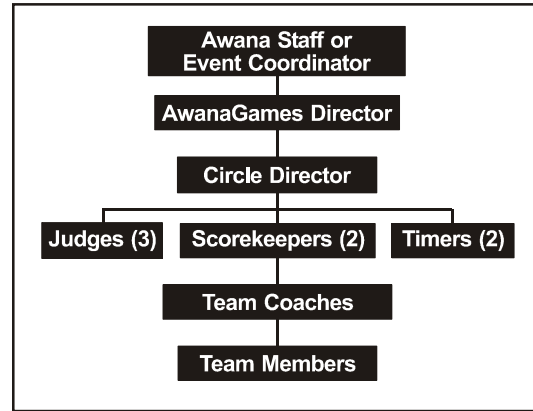 Awana Staff or
Event Coordinator
AwanaGames Director
Circle Director
Judges (3)
Scorekeepers (2)
Timers (2)
Team Coaches
Team Members